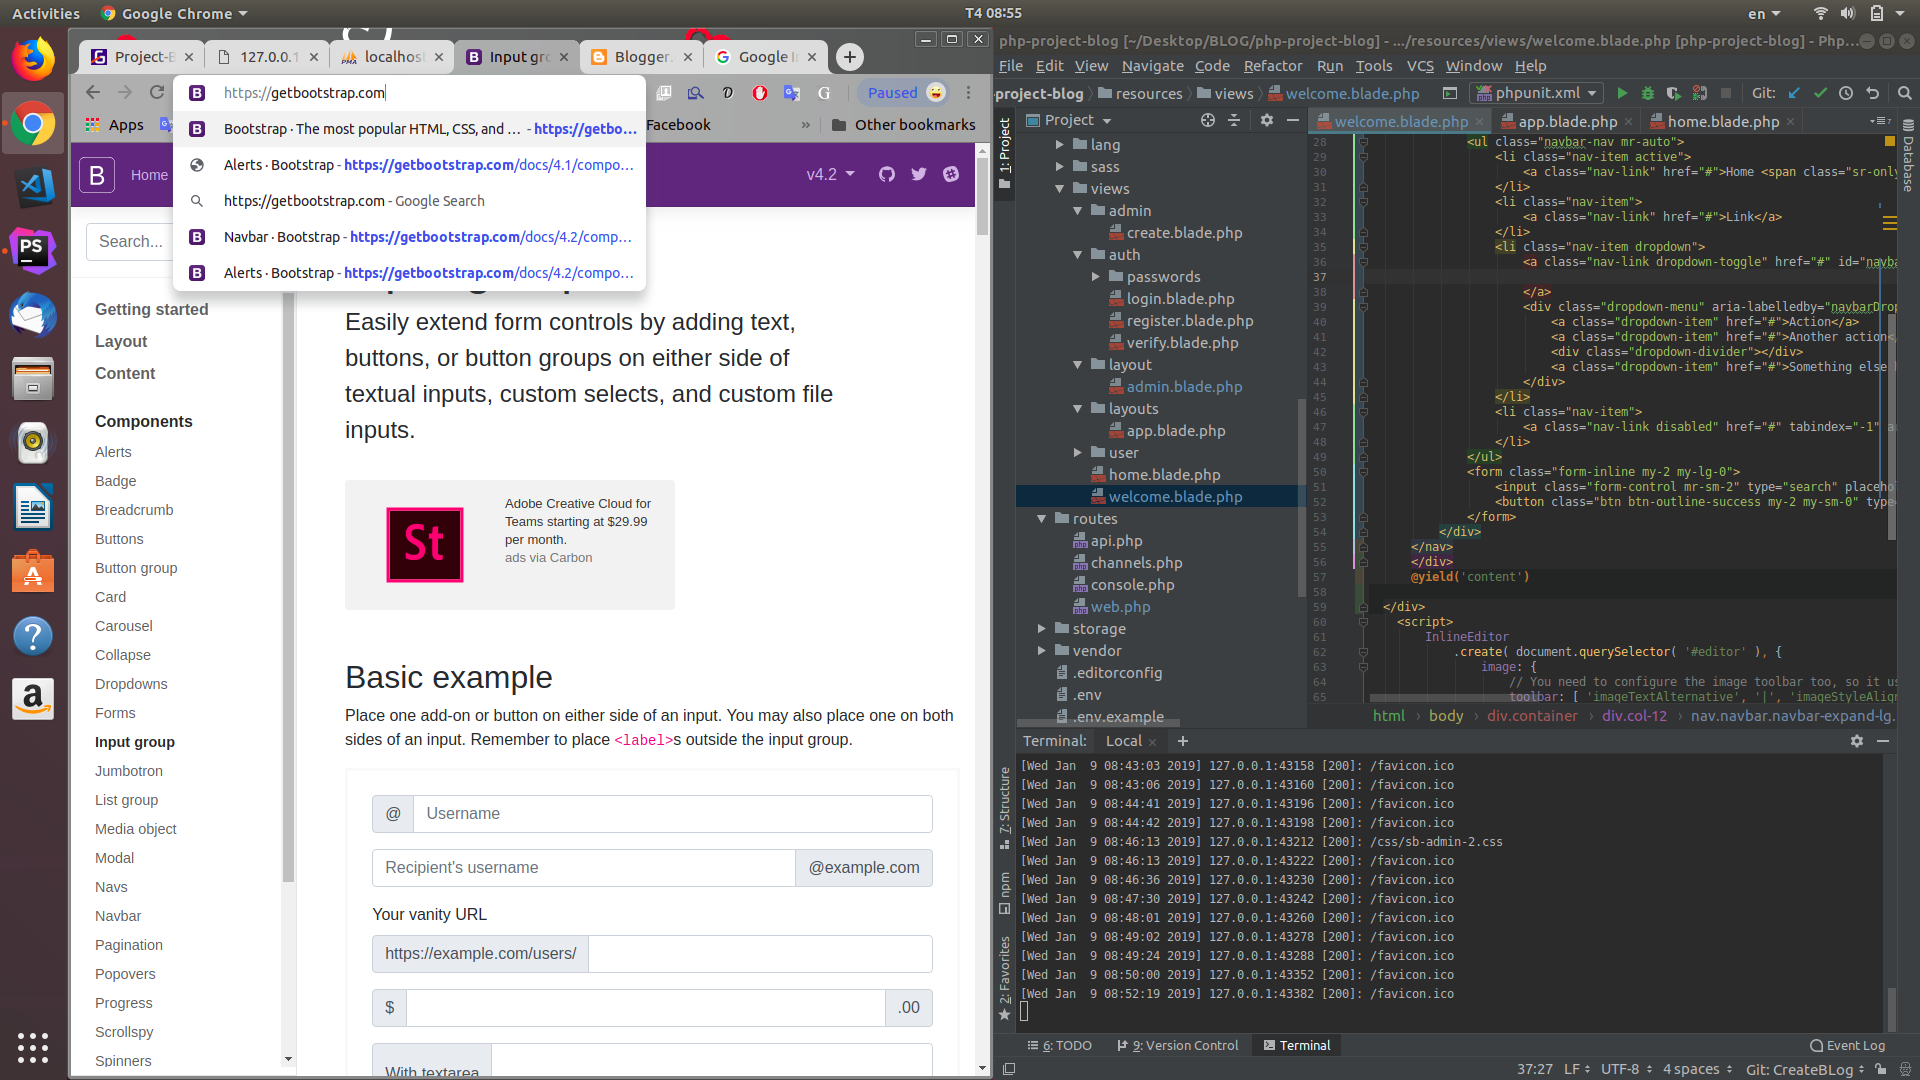 Activities
Google Chrome
T4 08:55
en
Project-B
127.0.0.1
localhost
Input gro
Blogger.
Google I
https://getbootstrap.com
Paused
Bootstrap · The most popular HTML, CSS, and ... - https://getbo...
Alerts · Bootstrap - https://getbootstrap.com/docs/4.1/compo...
https://getbootstrap.com - Google Search
Navbar · Bootstrap - https://getbootstrap.com/docs/4.2/comp...
Alerts · Bootstrap - https://getbootstrap.com/docs/4.2/compo...
Apps
Facebook
»
Other bookmarks
B
Home
v4.2
Search...
Getting started
Layout
Content
Components
Alerts
Badge
Breadcrumb
Buttons
Button group
Card
Carousel
Collapse
Dropdowns
Forms
Input group
Jumbotron
List group
Media object
Modal
Navs
Navbar
Pagination
Popovers
Progress
Scrollspy
Spinners
Easily extend form controls by adding text,
buttons, or button groups on either side of
textual inputs, custom selects, and custom file
inputs.
St
Adobe Creative Cloud for
Teams starting at $29.99
per month.
ads via Carbon
Basic example
Place one add-on or button on either side of an input. You may also place one on both
sides of an input. Remember to place <label>s outside the input group.
@ Username
Recipient's username @example.com
Your vanity URL
https://example.com/users/
$ .00
With textarea
php-project-blog [~/Desktop/BLOG/php-project-blog] - .../resources/views/welcome.blade.php [php-project-blog] - Php...
File Edit View Navigate Code Refactor Run Tools VCS Window Help
project-blog resources views welcome.blade.php
phpunit.xml
Git:
1: Project
Project
welcome.blade.php
app.blade.php
home.blade.php
Database
lang
sass
views
admin
create.blade.php
auth
passwords
login.blade.php
register.blade.php
verify.blade.php
layout
admin.blade.php
layouts
app.blade.php
user
home.blade.php
welcome.blade.php
routes
api.php
channels.php
console.php
web.php
storage
vendor
.editorconfig
.env
.env.example
28 <ul class="navbar-nav mr-auto">
29 <li class="nav-item active">
30 <a class="nav-link" href="#">Home <span class="sr-only
31 </li>
32 <li class="nav-item">
33 <a class="nav-link" href="#">Link</a>
34 </li>
35 <li class="nav-item dropdown">
36 <a class="nav-link dropdown-toggle" href="#" id="navba
37
38 </a>
39 <div class="dropdown-menu" aria-labelledby="navbarDrop
40 <a class="dropdown-item" href="#">Action</a>
41 <a class="dropdown-item" href="#">Another action<
42 <div class="dropdown-divider"></div>
43 <a class="dropdown-item" href="#">Something else
44 </div>
45 </li>
46 <li class="nav-item">
47 <a class="nav-link disabled" href="#" tabindex="-1" a
48 </li>
49 </ul>
50 <form class="form-inline my-2 my-lg-0">
51 <input class="form-control mr-sm-2" type="search" placehol
52 <button class="btn btn-outline-success my-2 my-sm-0" type=
53 </form>
54 </div>
55 </nav>
56 </div>
57 @yield('content')
58
59 </div>
60 <script>
61 InlineEditor
62 .create( document.querySelector( '#editor' ), {
63 image: {
64 // You need to configure the image toolbar too, so it us
65 toolbar: [ 'imageTextAlternative', '|', 'imageStyleAlign
html body div.container div.col-12 nav.navbar.navbar-expand-lg.
Terminal: Local
[Wed Jan 9 08:43:03 2019] 127.0.0.1:43158 [200]: /favicon.ico
[Wed Jan 9 08:43:06 2019] 127.0.0.1:43160 [200]: /favicon.ico
[Wed Jan 9 08:44:41 2019] 127.0.0.1:43196 [200]: /favicon.ico
[Wed Jan 9 08:44:42 2019] 127.0.0.1:43198 [200]: /favicon.ico
[Wed Jan 9 08:46:13 2019] 127.0.0.1:43212 [200]: /css/sb-admin-2.css
[Wed Jan 9 08:46:13 2019] 127.0.0.1:43222 [200]: /favicon.ico
[Wed Jan 9 08:46:36 2019] 127.0.0.1:43230 [200]: /favicon.ico
[Wed Jan 9 08:47:30 2019] 127.0.0.1:43242 [200]: /favicon.ico
[Wed Jan 9 08:48:01 2019] 127.0.0.1:43260 [200]: /favicon.ico
[Wed Jan 9 08:49:02 2019] 127.0.0.1:43278 [200]: /favicon.ico
[Wed Jan 9 08:49:24 2019] 127.0.0.1:43288 [200]: /favicon.ico
[Wed Jan 9 08:50:00 2019] 127.0.0.1:43352 [200]: /favicon.ico
[Wed Jan 9 08:52:19 2019] 127.0.0.1:43382 [200]: /favicon.ico
7: Structure
npm
2: Favorites
6: TODO
9: Version Control
Terminal
Event Log
37:27 LF UTF-8 4 spaces Git: CreateBLog